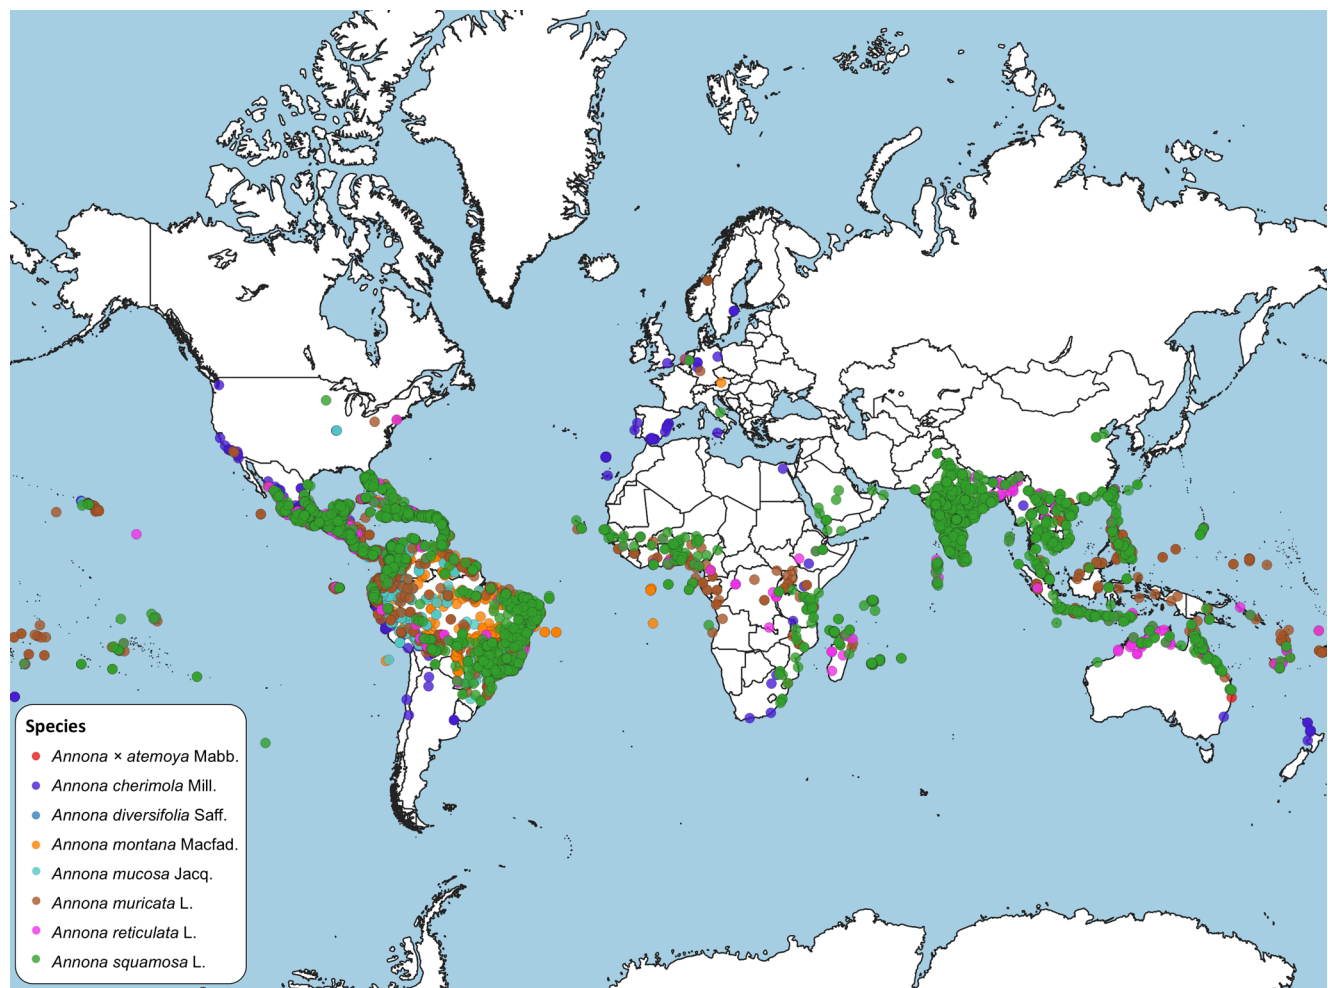 Species
Annona × atemoya Mabb.
Annona cherimola Mill.
Annona diversifolia Saff.
Annona montana Macfad.
Annona mucosa Jacq.
Annona muricata L.
Annona reticulata L.
Annona squamosa L.